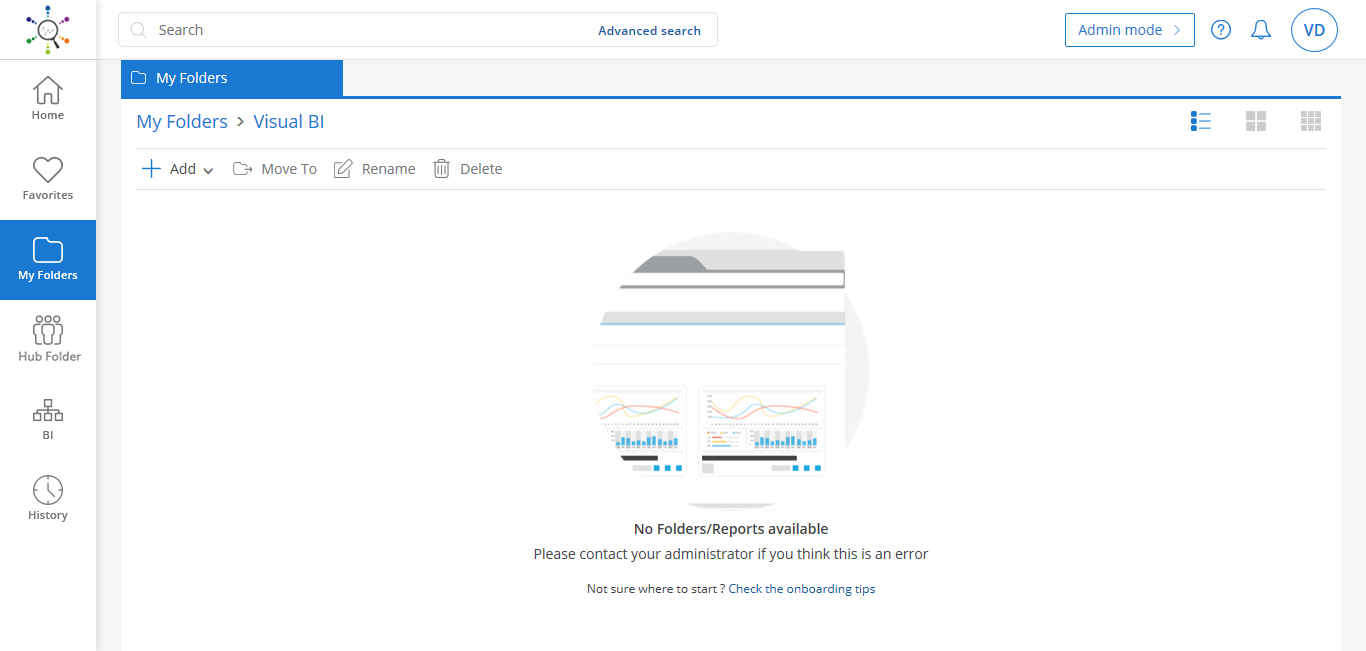 Search
Advanced search
Admin mode
VD
Home
Favorites
My Folders
Hub Folder
BI
History
My Folders
My Folders > Visual BI
Add Move To Rename Delete
No Folders/Reports available
Please contact your administrator if you think this is an error
Not sure where to start ? Check the onboarding tips